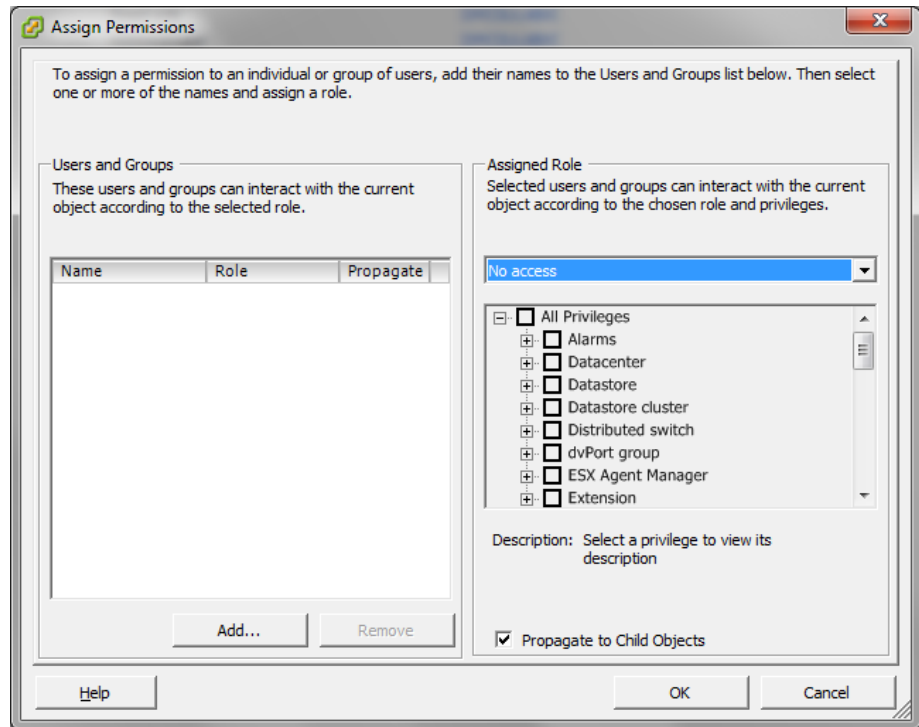 Assign Permissions
To assign a permission to an individual or group of users, add their names to the Users and Groups list below. Then select
one or more of the names and assign a role.
Users and Groups
These users and groups can interact with the current
object according to the selected role.
Name Role Propagate
Add...
Remove
Assigned Role
Selected users and groups can interact with the current
object according to the chosen role and privileges.
No access
All Privileges
Alarms
Datacenter
Datastore
Datastore cluster
Distributed switch
dvPort group
ESX Agent Manager
Extension
Description: Select a privilege to view its
description
Propagate to Child Objects
Help
OK
Cancel